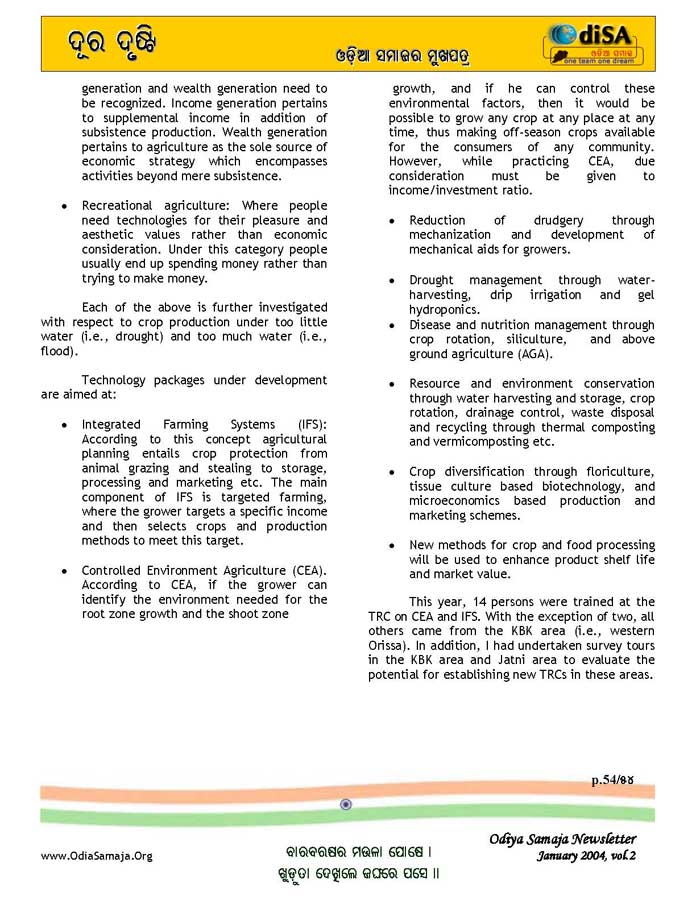 ଦୂର ଦୃଷ୍ଟି
ଓଡ଼ିଆ ସମାଜର ମୁଖପତ୍ର
OdiSA
ଓଡ଼ିଆ ସମାଜ
one team one dream
generation and wealth generation need to
be recognized. Income generation pertains
to supplemental income in addition of
subsistence production. Wealth generation
pertains to agriculture as the sole source of
economic strategy which encompasses
activities beyond mere subsistence.
• Recreational agriculture: Where people
need technologies for their pleasure and
aesthetic values rather than economic
consideration. Under this category people
usually end up spending money rather than
trying to make money.
Each of the above is further investigated
with respect to crop production under too little
water (i.e., drought) and too much water (i.e.,
flood).
Technology packages under development
are aimed at:
• Integrated Farming Systems (IFS):
According to this concept agricultural
planning entails crop protection from
animal grazing and stealing to storage,
processing and marketing etc. The main
component of IFS is targeted farming,
where the grower targets a specific income
and then selects crops and production
methods to meet this target.
• Controlled Environment Agriculture (CEA).
According to CEA, if the grower can
identify the environment needed for the
root zone growth and the shoot zone
growth, and if he can control these
environmental factors, then it would be
possible to grow any crop at any place at any
time, thus making off-season crops available
for the consumers of any community.
However, while practicing CEA, due
consideration must be given to
income/investment ratio.
• Reduction of drudgery through
mechanization and development of
mechanical aids for growers.
• Drought management through water-
harvesting, drip irrigation and gel
hydroponics.
• Disease and nutrition management through
crop rotation, siliculture, and above
ground agriculture (AGA).
• Resource and environment conservation
through water harvesting and storage, crop
rotation, drainage control, waste disposal
and recycling through thermal composting
and vermicomposting etc.
• Crop diversification through floriculture,
tissue culture based biotechnology, and
microeconomics based production and
marketing schemes.
• New methods for crop and food processing
will be used to enhance product shelf life
and market value.
This year, 14 persons were trained at the
TRC on CEA and IFS. With the exception of two, all
others came from the KBK area (i.e., western
Orissa). In addition, I had undertaken survey tours
in the KBK area and Jatni area to evaluate the
potential for establishing new TRCs in these areas.
p.54/୫୪
Odiya Samaja Newsletter
January 2004, vol.2
www.OdiaSamaja.Org
ବାରବରଷର ମଉଳା ପୋଷେ ।
ଖୁଡୁତା ଦେଖିଲେ ଜଘରେ ପସେ ॥